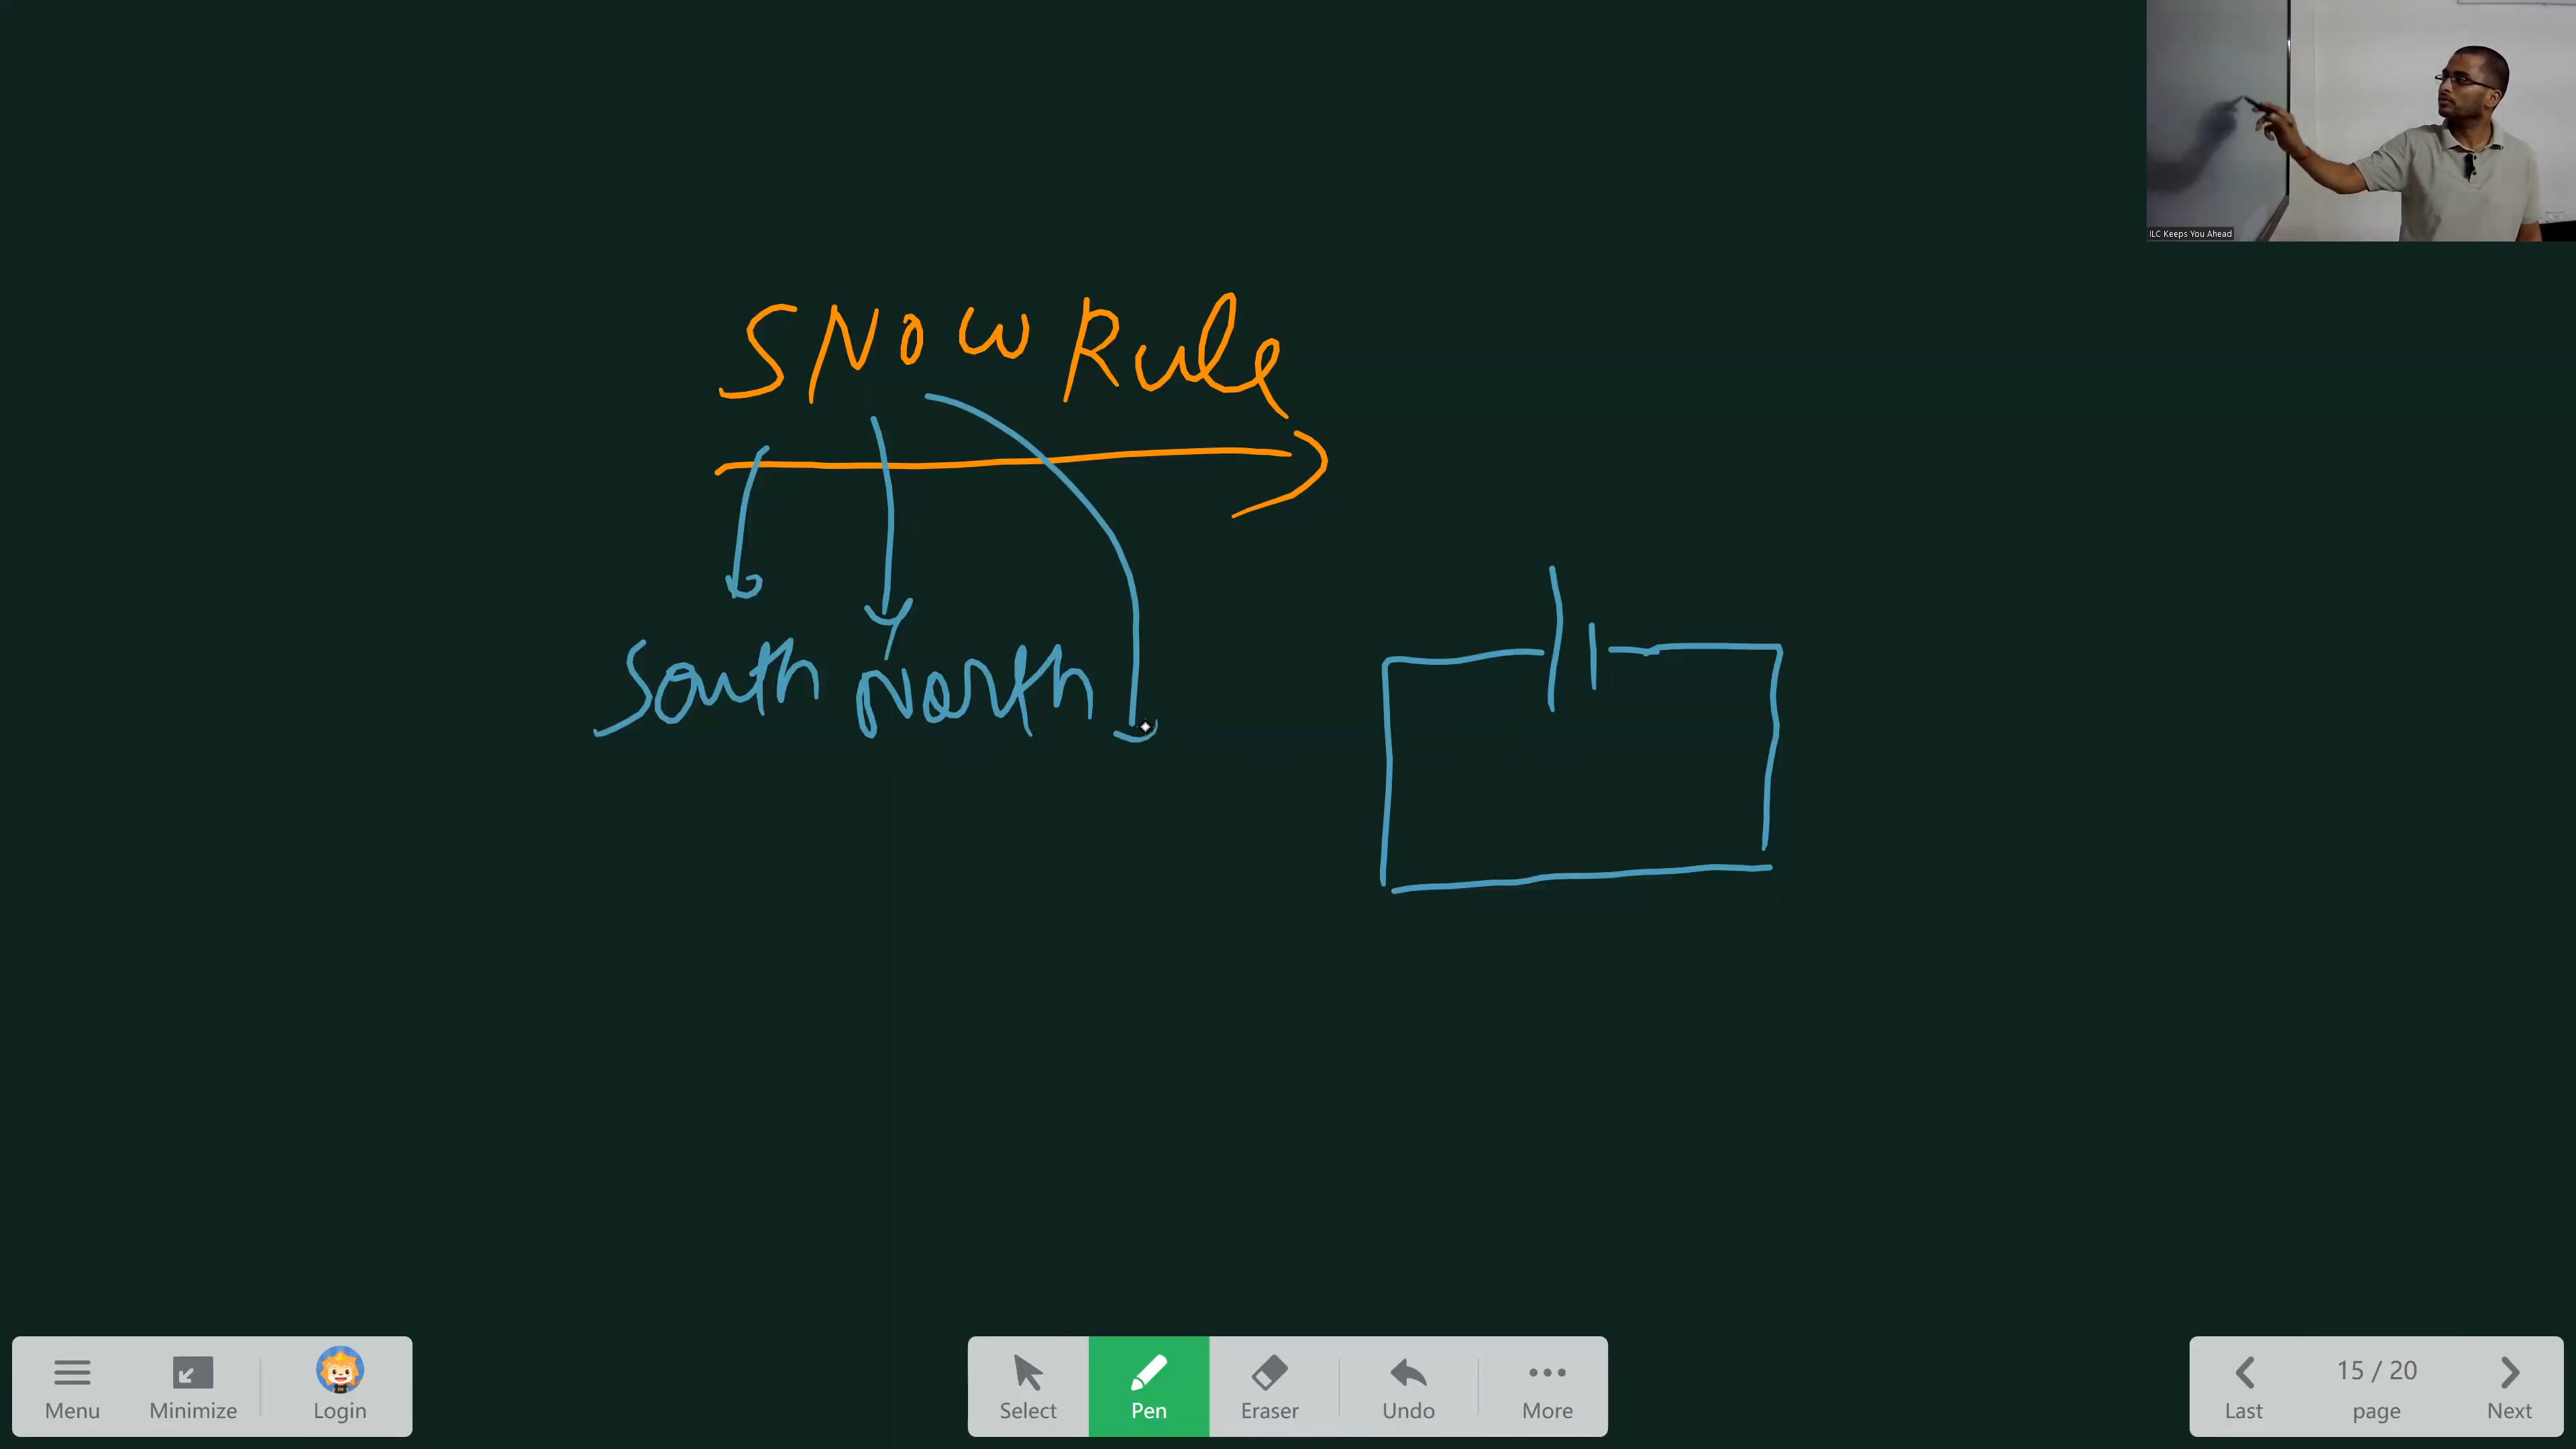 ILC Keeps You Ahead
SNOW Rule
South North
Menu
Minimize
Login
Select
Pen
Eraser
Undo
More
Last
15 / 20
page
Next